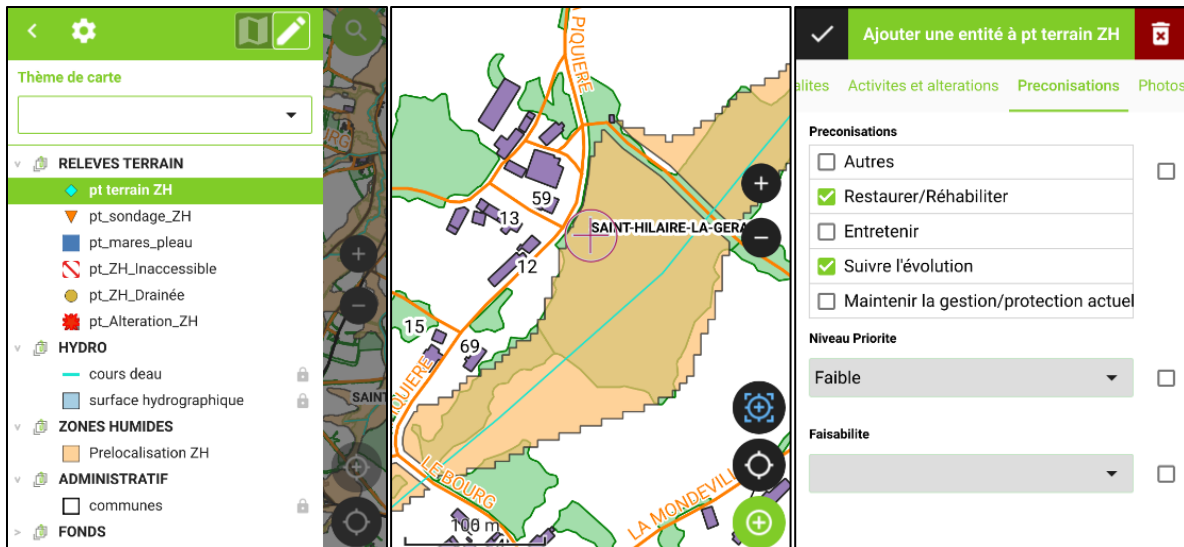 Thème de carte
RELEVES TERRAIN
pt terrain ZH
pt_sondage_ZH
pt_mares_pleau
pt_ZH_Inaccessible
pt_ZH_Drainée
pt_Alteration_ZH
HYDRO
cours deau
surface hydrographique
ZONES HUMIDES
Prelocalisation ZH
ADMINISTRATIF
communes
FONDS
SAINT
PIQUIERE
59
13
SAINT-HILAIRE-LA-GERA
12
15
69
QUIERE
LE BOURG
LA MONDEVILL
100 m
Ajouter une entité à pt terrain ZH
alites Activites et alterations Preconisations Photos
Preconisations
Autres
Restaurer/Réhabiliter
Entretenir
Suivre l'évolution
Maintenir la gestion/protection actuel
Niveau Priorite
Faible
Faisabilite